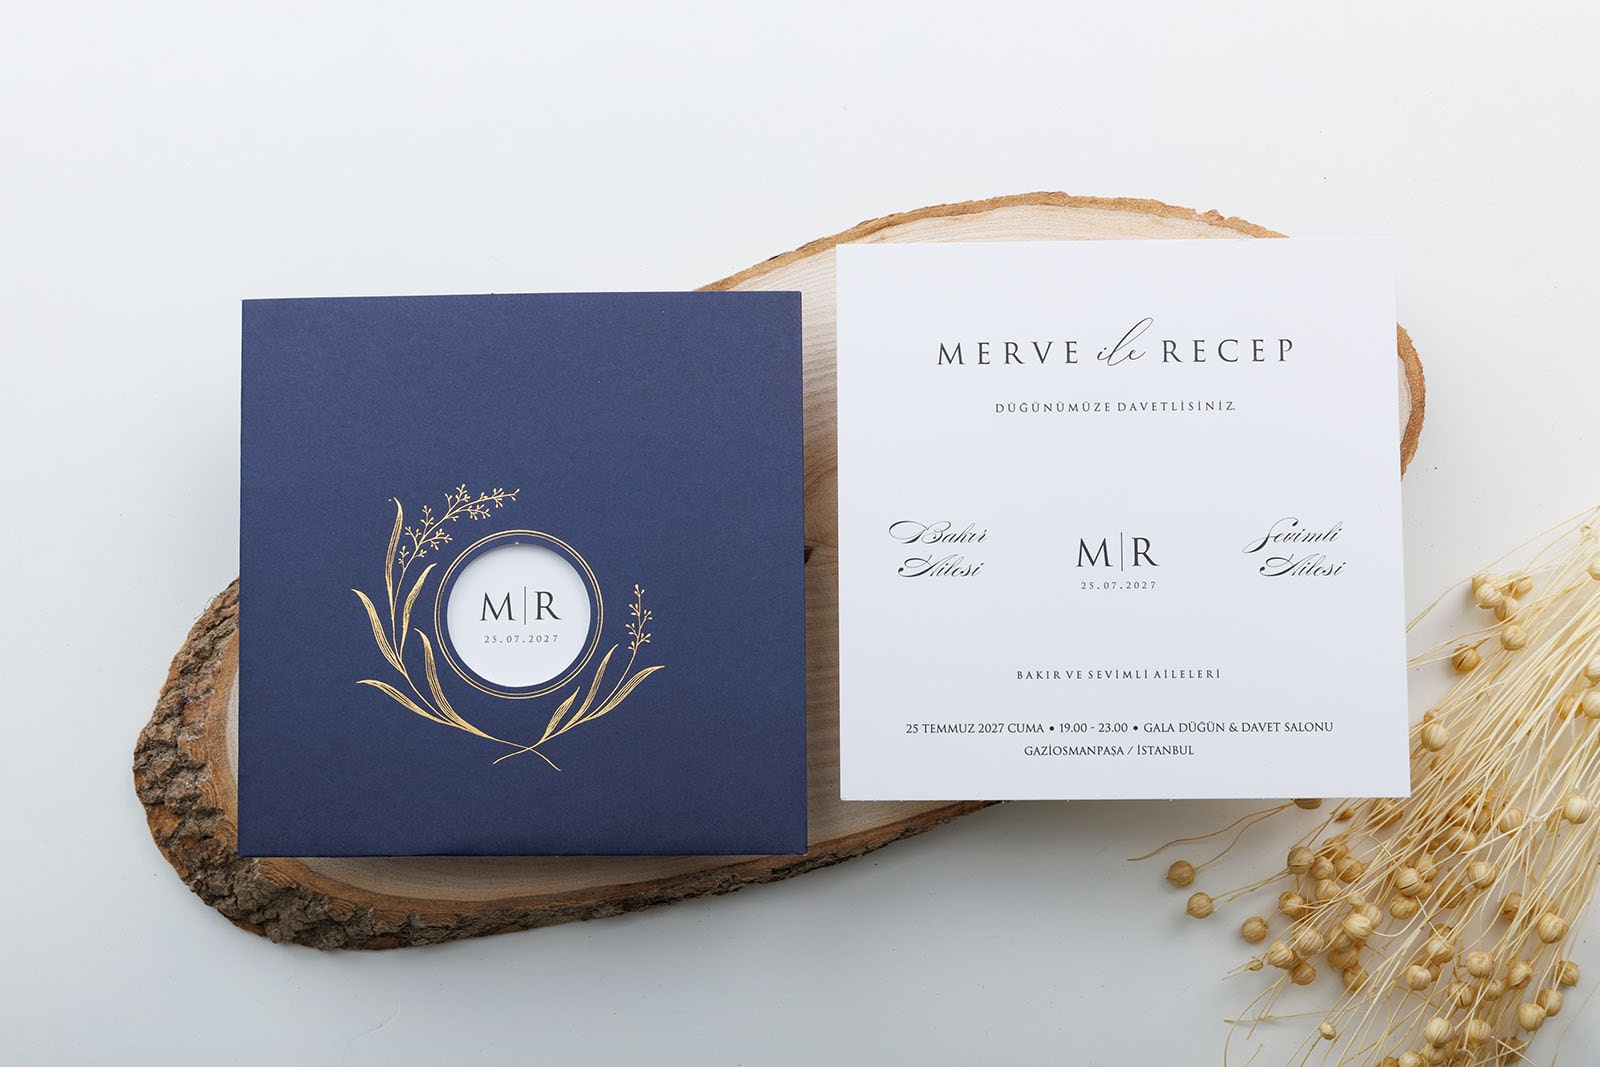 M|R
25.07.2027
MERVE ile RECEP
DÜĞÜNÜMÜZE DAVETLİSİNİZ.
Bakır
Ailesi
M|R
25.07.2027
Sevimli
Ailesi
BAKIR VE SEVİMLİ AİLELERİ
25 TEMMUZ 2027 CUMA • 19.00 - 23.00 • GALA DÜĞÜN & DAVET SALONU
GAZİOSMANPAŞA / İSTANBUL